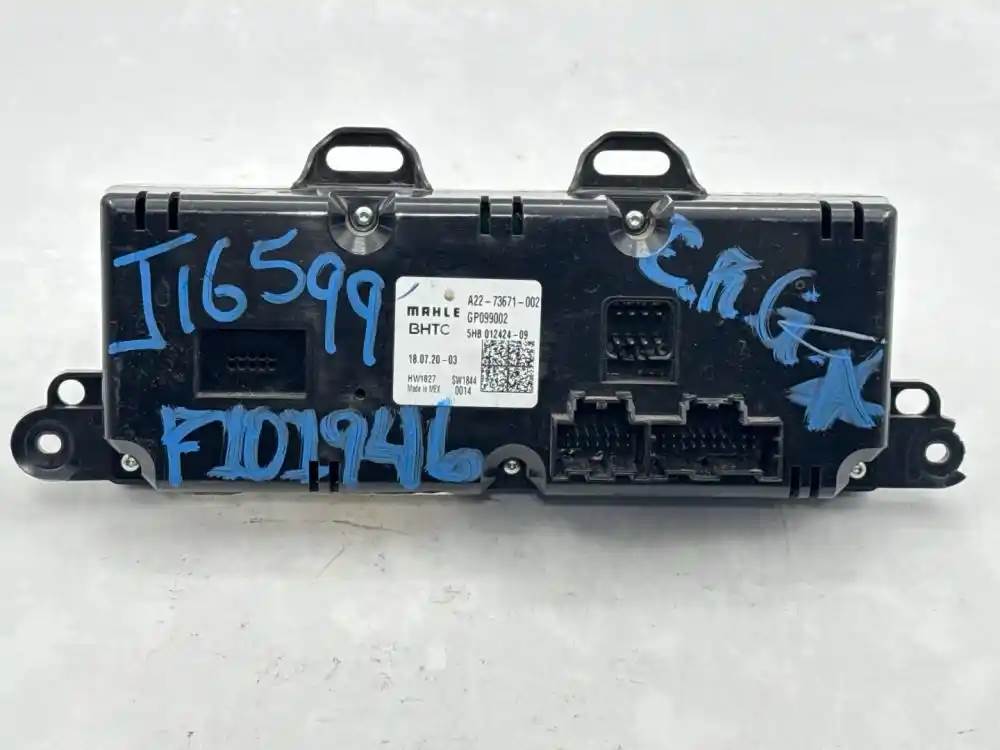 J16599
MAHLE
BHTC
A22-73671-002
GP099002
5HB 012424-09
18.07.20-03
HW1827 SW1844
Made in MEX 0014
F101946